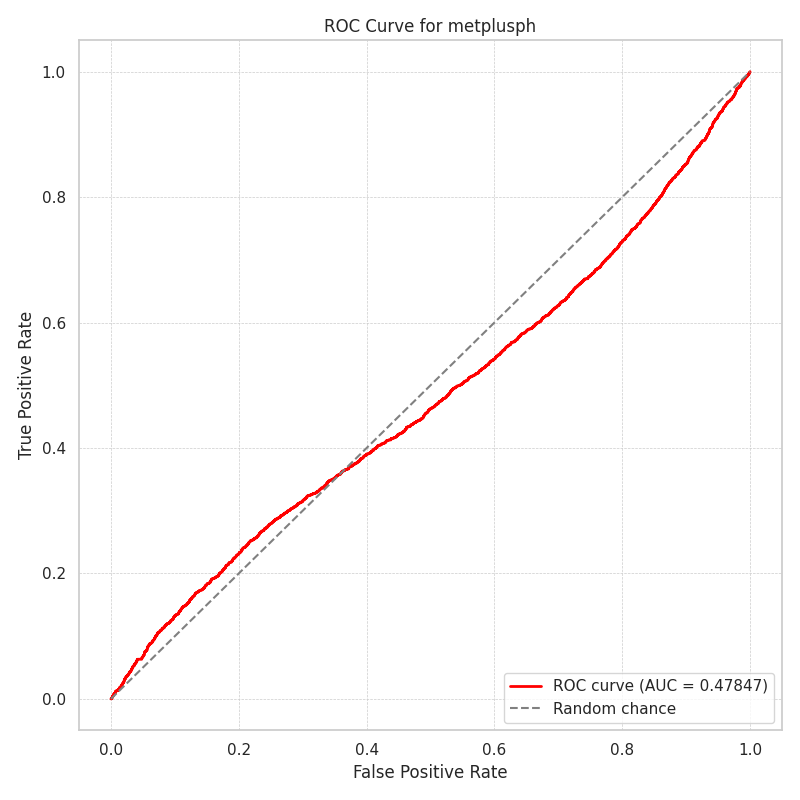 ROC Curve for metplusph
1.0
0.8
0.6
0.4
0.2
0.0
True Positive Rate
ROC curve (AUC = 0.47847)
Random chance
0.0 0.2 0.4 0.6 0.8 1.0
False Positive Rate